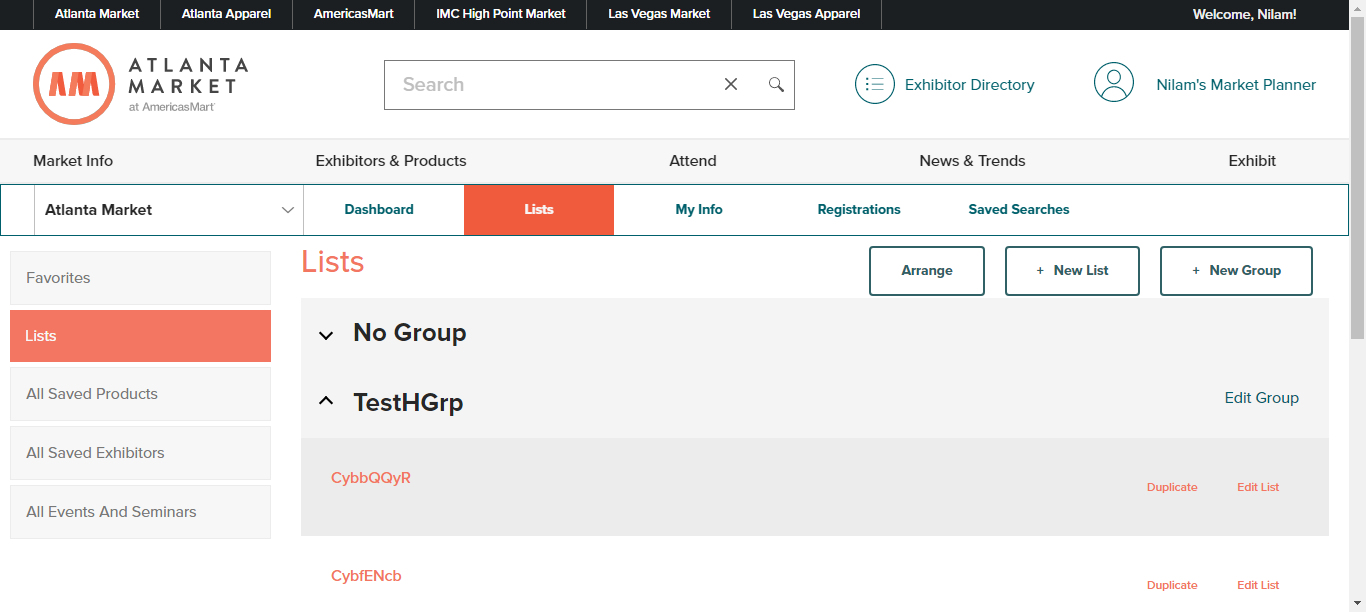 Atlanta Market Atlanta Apparel AmericasMart IMC High Point Market Las Vegas Market Las Vegas Apparel Welcome, Nilam!
ATLANTA
MARKET
at AmericasMart
Search
Exhibitor Directory
Nilam's Market Planner
Market Info Exhibitors & Products Attend News & Trends Exhibit
Atlanta Market Dashboard Lists My Info Registrations Saved Searches
Favorites
Lists
All Saved Products
All Saved Exhibitors
All Events And Seminars
Lists
Arrange + New List + New Group
No Group
TestHGrp Edit Group
CybbQQyR Duplicate Edit List
CybfENcb Duplicate Edit List